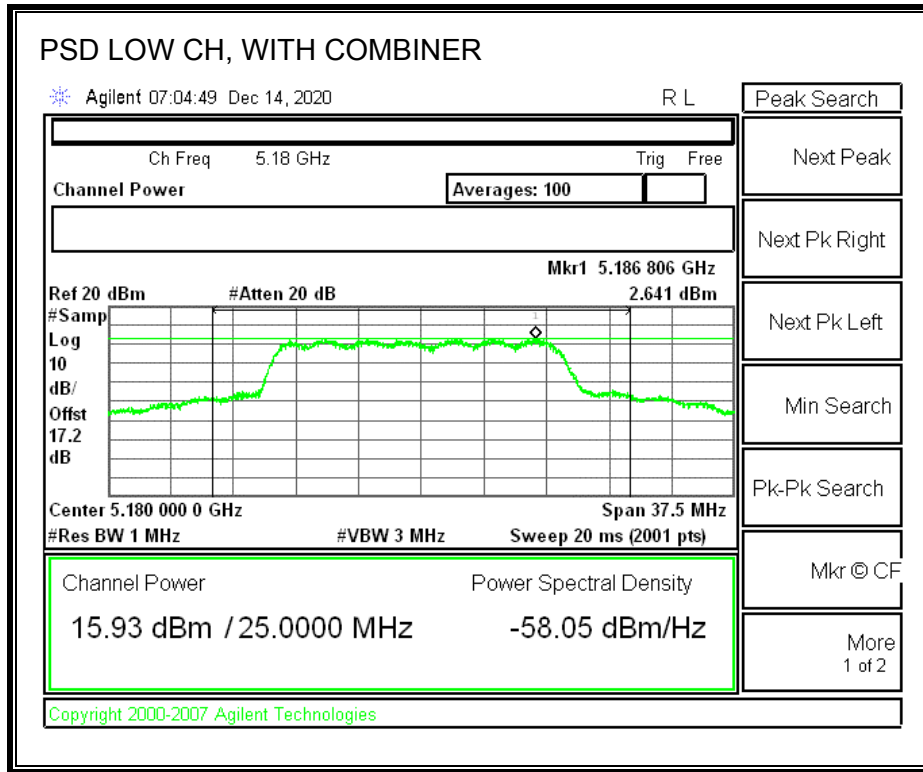 PSD LOW CH, WITH COMBINER
Agilent 07:04:49 Dec 14, 2020 R L
Peak Search
Ch Freq 5.18 GHz Trig Free
Next Peak
Channel Power Averages: 100
Next Pk Right
Mkr1 5.186 806 GHz
Ref 20 dBm #Atten 20 dB 2.641 dBm
#Samp
1
Log
10
dB/
Offst
17.2
dB
Next Pk Left
Min Search
Pk-Pk Search
Center 5.180 000 0 GHz Span 37.5 MHz
#Res BW 1 MHz #VBW 3 MHz Sweep 20 ms (2001 pts)
Mkr © CF
Channel Power Power Spectral Density
15.93 dBm / 25.0000 MHz -58.05 dBm/Hz
More
1 of 2
Copyright 2000-2007 Agilent Technologies